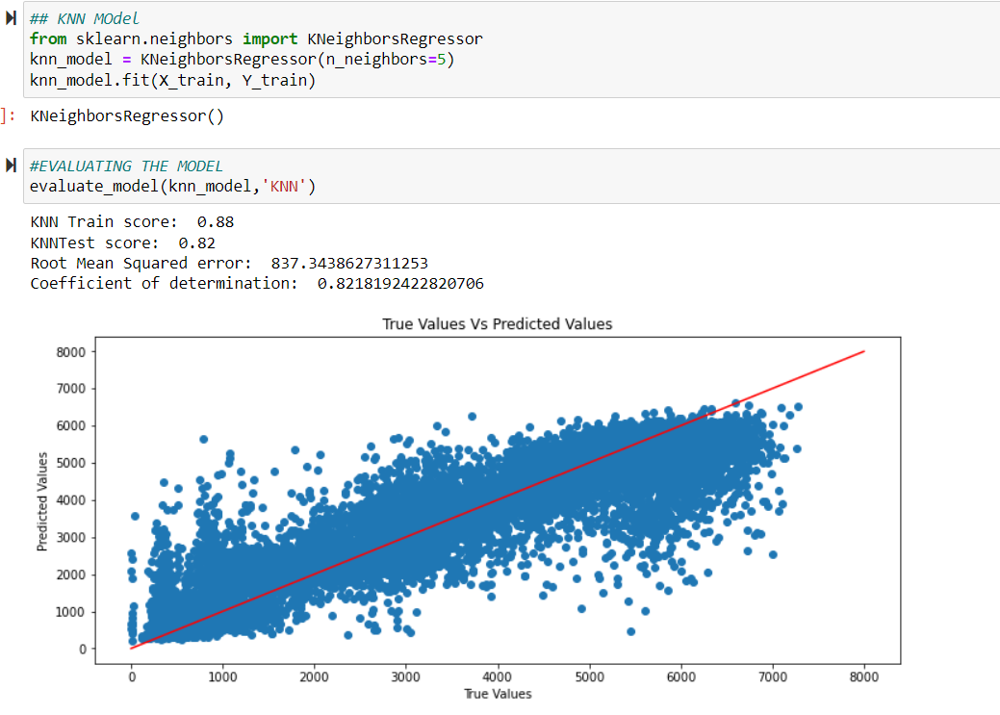 ## KNN MOdel
from sklearn.neighbors import KNeighborsRegressor
knn_model = KNeighborsRegressor(n_neighbors=5)
knn_model.fit(X_train, Y_train)
]: KNeighborsRegressor()
#EVALUATING THE MODEL
evaluate_model(knn_model,'KNN')
KNN Train score:  0.88
KNNTest score:  0.82
Root Mean Squared error:  837.3438627311253
Coefficient of determination:  0.8218192422820706
True Values Vs Predicted Values
8000
7000
6000
5000
4000
3000
2000
1000
0
Predicted Values
0 1000 2000 3000 4000 5000 6000 7000 8000
True Values